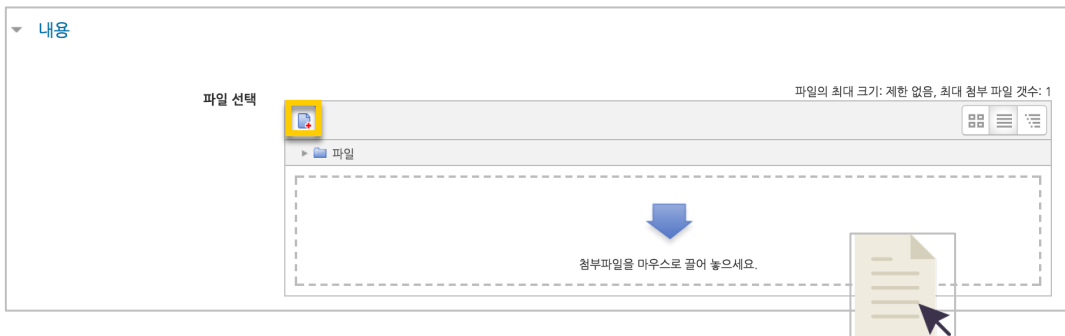 내용
파일의 최대 크기: 제한 없음, 최대 첨부 파일 갯수: 1
파일 선택
파일
첨부파일을 마우스로 끌어 놓으세요.